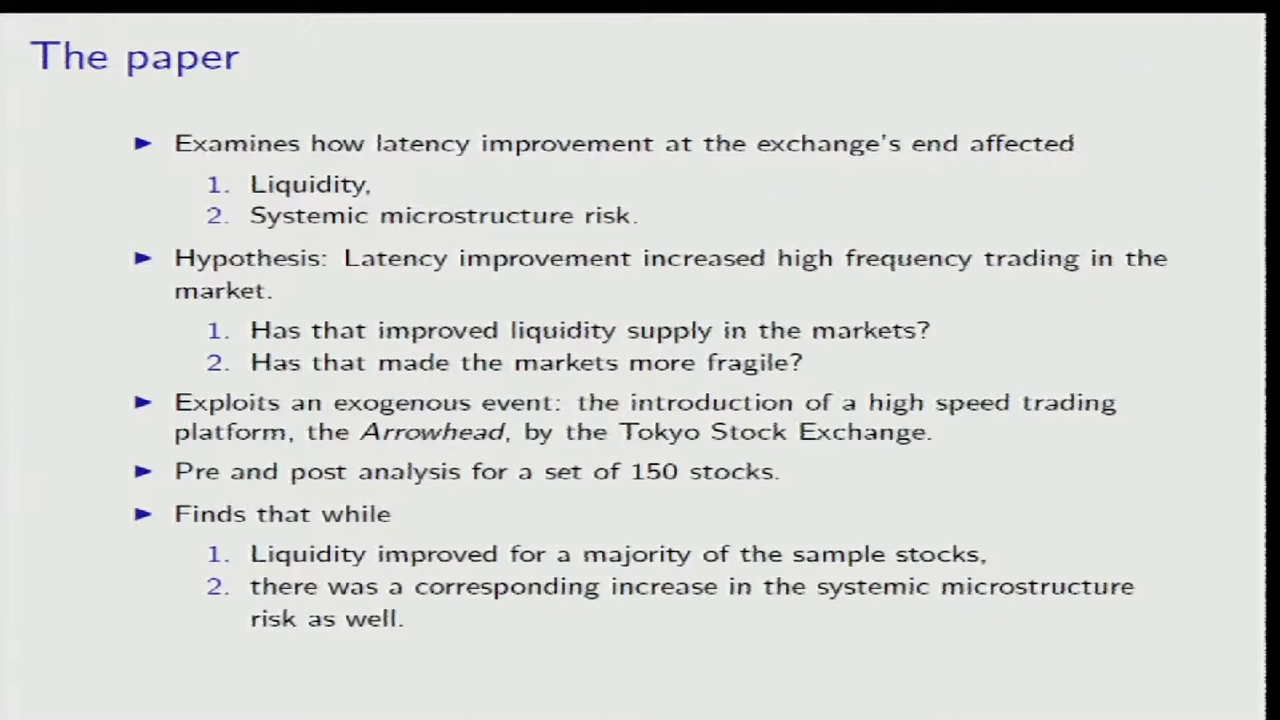 The paper
► Examines how latency improvement at the exchange's end affected
1. Liquidity,
2. Systemic microstructure risk.
► Hypothesis: Latency improvement increased high frequency trading in the
market.
1. Has that improved liquidity supply in the markets?
2. Has that made the markets more fragile?
► Exploits an exogenous event: the introduction of a high speed trading
platform, the Arrowhead, by the Tokyo Stock Exchange.
► Pre and post analysis for a set of 150 stocks.
► Finds that while
1. Liquidity improved for a majority of the sample stocks,
2. there was a corresponding increase in the systemic microstructure
risk as well.